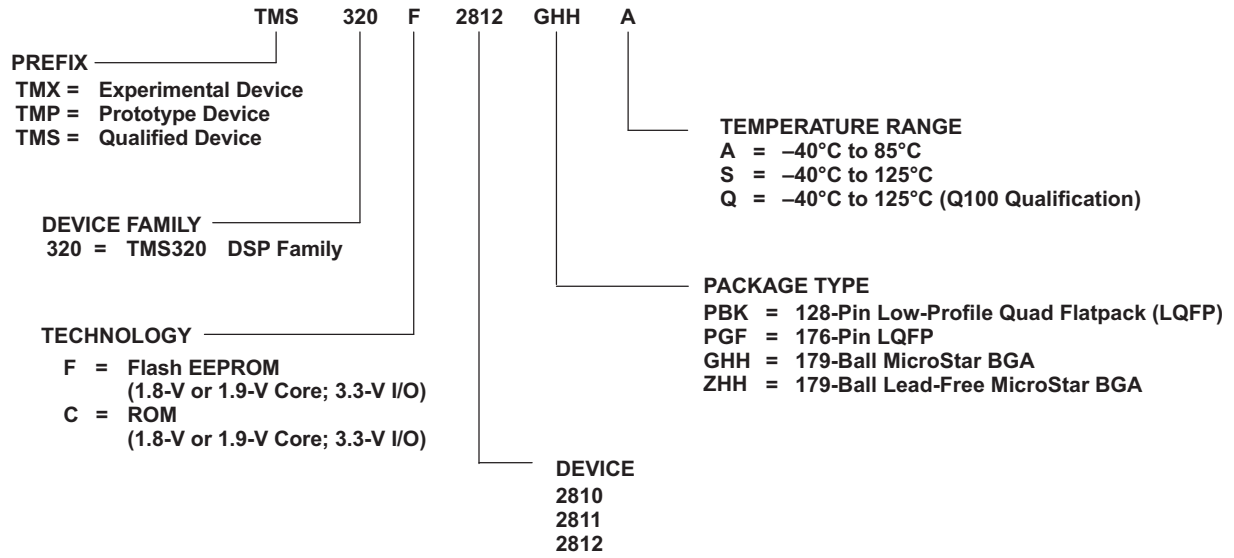 TMS 320 F 2812 GHH A
PREFIX
TMX = Experimental Device
TMP = Prototype Device
TMS = Qualified Device
TEMPERATURE RANGE
A = –40°C to 85°C
S = –40°C to 125°C
Q = –40°C to 125°C (Q100 Qualification)
DEVICE FAMILY
320 = TMS320 DSP Family
PACKAGE TYPE
PBK = 128-Pin Low-Profile Quad Flatpack (LQFP)
PGF = 176-Pin LQFP
GHH = 179-Ball MicroStar BGA
ZHH = 179-Ball Lead-Free MicroStar BGA
TECHNOLOGY
F = Flash EEPROM
(1.8-V or 1.9-V Core; 3.3-V I/O)
C = ROM
(1.8-V or 1.9-V Core; 3.3-V I/O)
DEVICE
2810
2811
2812